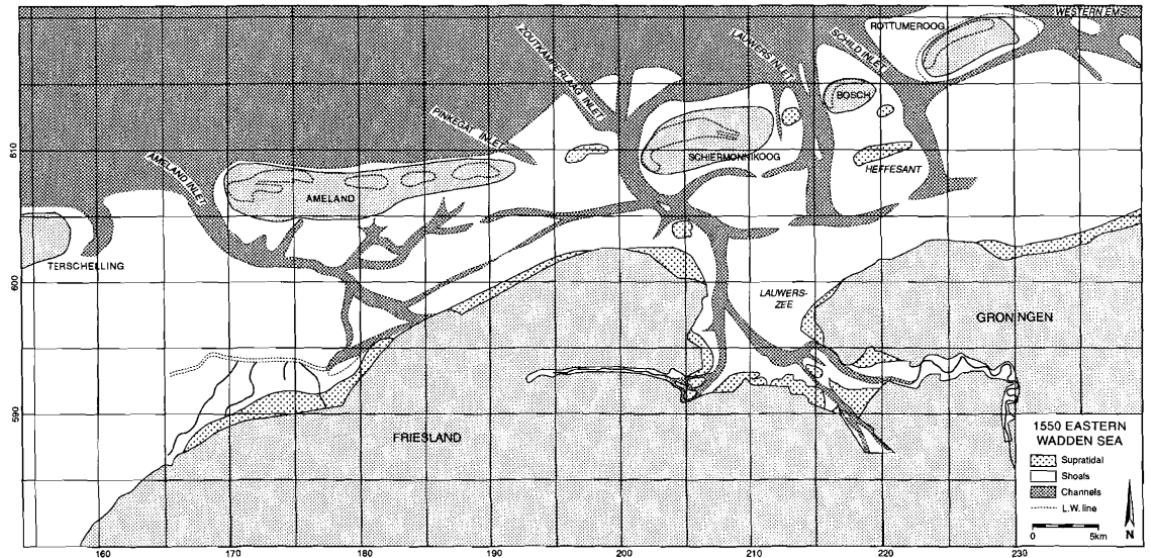 WESTERN EMS
ROTTUMEROOG
SCHILD INLET
LAUWERS INLET
ZOUTKAMPERLAAG INLET
BOSCH
PINKEGAT INLET
610
AMELAND INLET
SCHIERMONNIKOOG
HEFFESANT
AMELAND
TERSCHELLING
600
LAUWERS-
ZEE
GRONINGEN
590
FRIESLAND
1550 EASTERN
WADDEN SEA
Supratidal
Shoals
Channels
L.W. line
0 5km
N
160 170 180 190 200 210 220 230